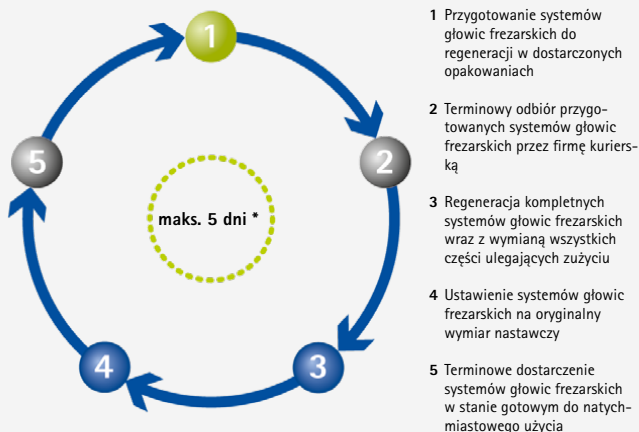 1
2
3
4
5
maks. 5 dni *
1 Przygotowanie systemów
głowic frezarskich do
regeneracji w dostarczonych
opakowaniach
2 Terminowy odbiór przygo-
towanych systemów głowic
frezarskich przez firmę kuriers-
ką
3 Regeneracja kompletnych
systemów głowic frezarskich
wraz z wymianą wszystkich
części ulegających zużyciu
4 Ustawienie systemów głowic
frezarskich na oryginalny
wymiar nastawczy
5 Terminowe dostarczenie
systemów głowic frezarskich
w stanie gotowym do natych-
miastowego użycia